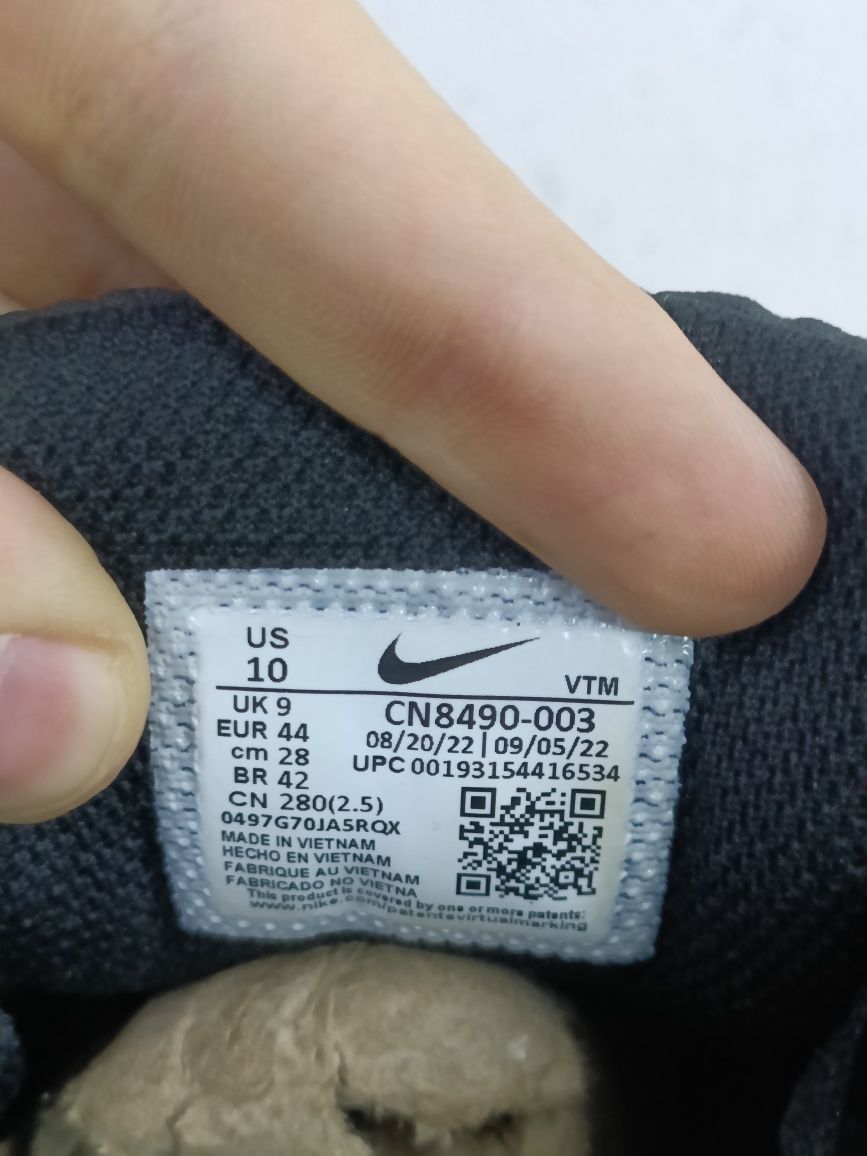 US
10
VTM
UK 9
EUR 44
cm 28
BR 42
CN 280(2.5)
CN8490-003
08/20/22 | 09/05/22
UPC 00193154416534
0497G70JA5RQX
MADE IN VIETNAM
HECHO EN VIETNAM
FABRIQUE AU VIETNAM
FABRICADO NO VIETNA
This product is covered by one or more patents:
www.nike.com/patentsvirtualmarking